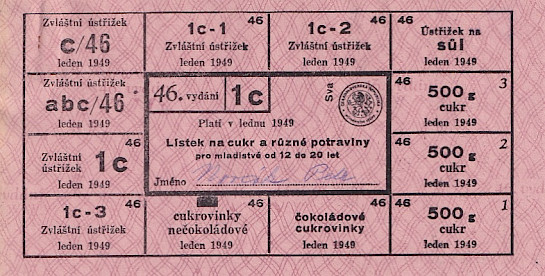 Zvláštní ústřižek
c/46
leden 1949
46
1c-1
Zvláštní ústřižek
leden 1949
46
1c-2
Zvláštní ústřižek
leden 1949
46
Ústřižek na
sůl
leden 1949
Zvláštní ústřižek
abc/46
leden 1949
46. vydání
1c
Sva
Platí v lednu 1949
Lístek na cukr a různé potraviny
pro mladistvé od 12 do 20 let
Jméno
46
3
500 g
cukr
leden 1949
Zvláštní
ústřižek
1c
46
leden 1949
46
2
500 g
cukr
leden 1949
1c-3
46
Zvláštní ústřižek
leden 1949
46
cukrovinky
nečokoládové
leden 1949
46
čokoládové
cukrovinky
leden 1949
46
1
500 g
cukr
leden 1949